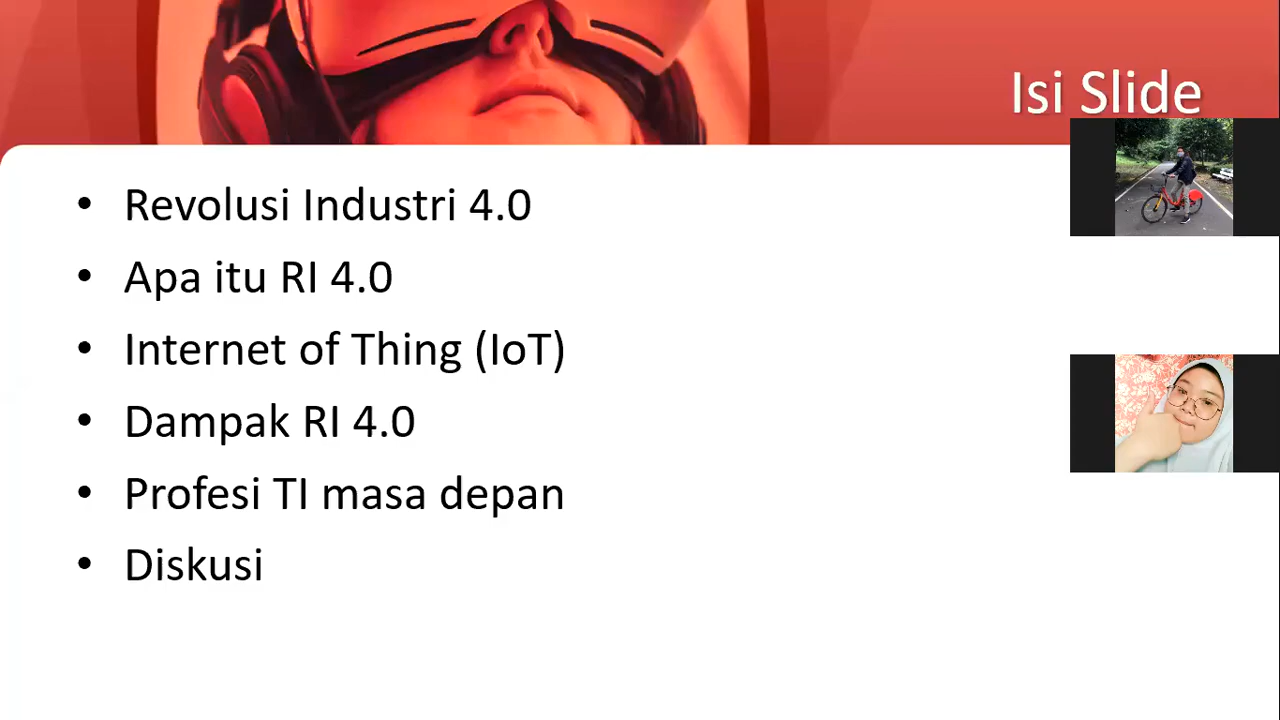 Isi Slide
• Revolusi Industri 4.0
• Apa itu RI 4.0
• Internet of Thing (IoT)
• Dampak RI 4.0
• Profesi TI masa depan
• Diskusi